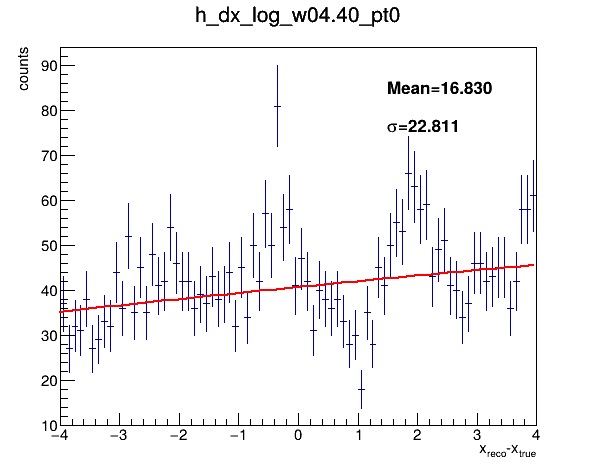 h_dx_log_w04.40_pt0
counts
90
80
70
60
50
40
30
20
10
Mean=16.830
σ=22.811
−4 −3 −2 −1 0 1 2 3 4
x_reco-x_true